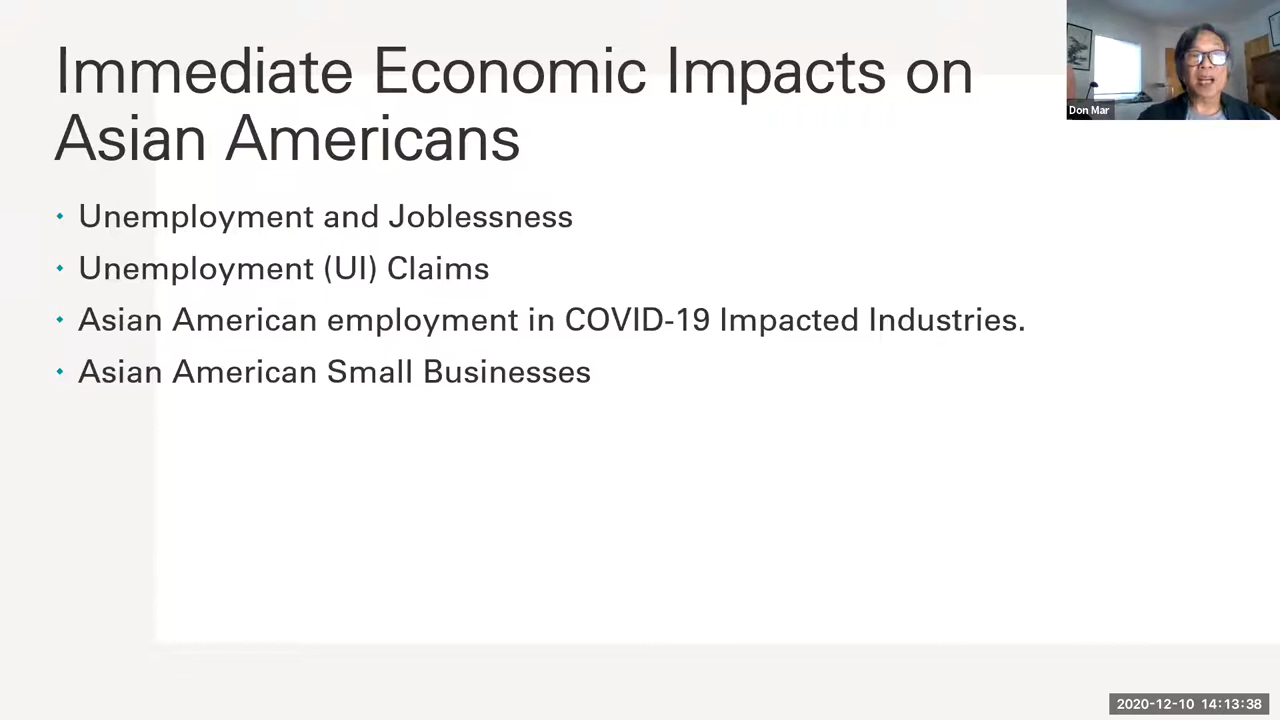 Immediate Economic Impacts on
Asian Americans
Don Mar
Unemployment and Joblessness
Unemployment (UI) Claims
Asian American employment in COVID-19 Impacted Industries.
Asian American Small Businesses
2020-12-10 14:13:38